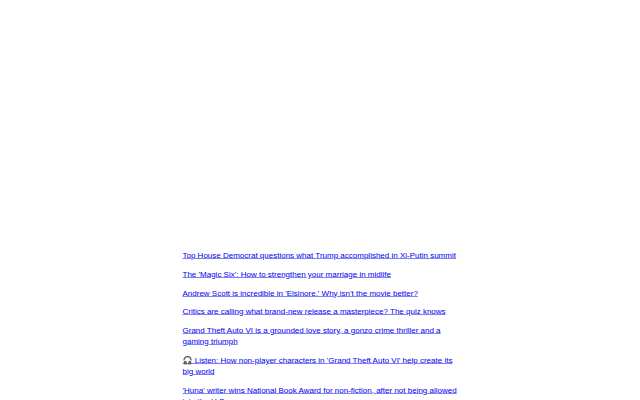 Top House Democrat questions what Trump accomplished in Xi-Putin summit
The 'Magic Six': How to strengthen your marriage in midlife
Andrew Scott is incredible in 'Elsinore.' Why isn't the movie better?
Critics are calling what brand-new release a masterpiece? The quiz knows
Grand Theft Auto VI is a grounded love story, a gonzo crime thriller and a
gaming triumph
🎧 Listen: How non-player characters in 'Grand Theft Auto VI' help create its
big world
'Huna' writer wins National Book Award for non-fiction, after not being allowed